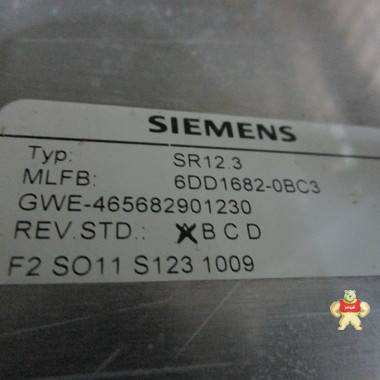 SIEMENS
Typ: SR12.3
MLFB: 6DD1682-0BC3
GWE-465682901230
REV.STD.: A B C D
F2 SO11 S123 1009